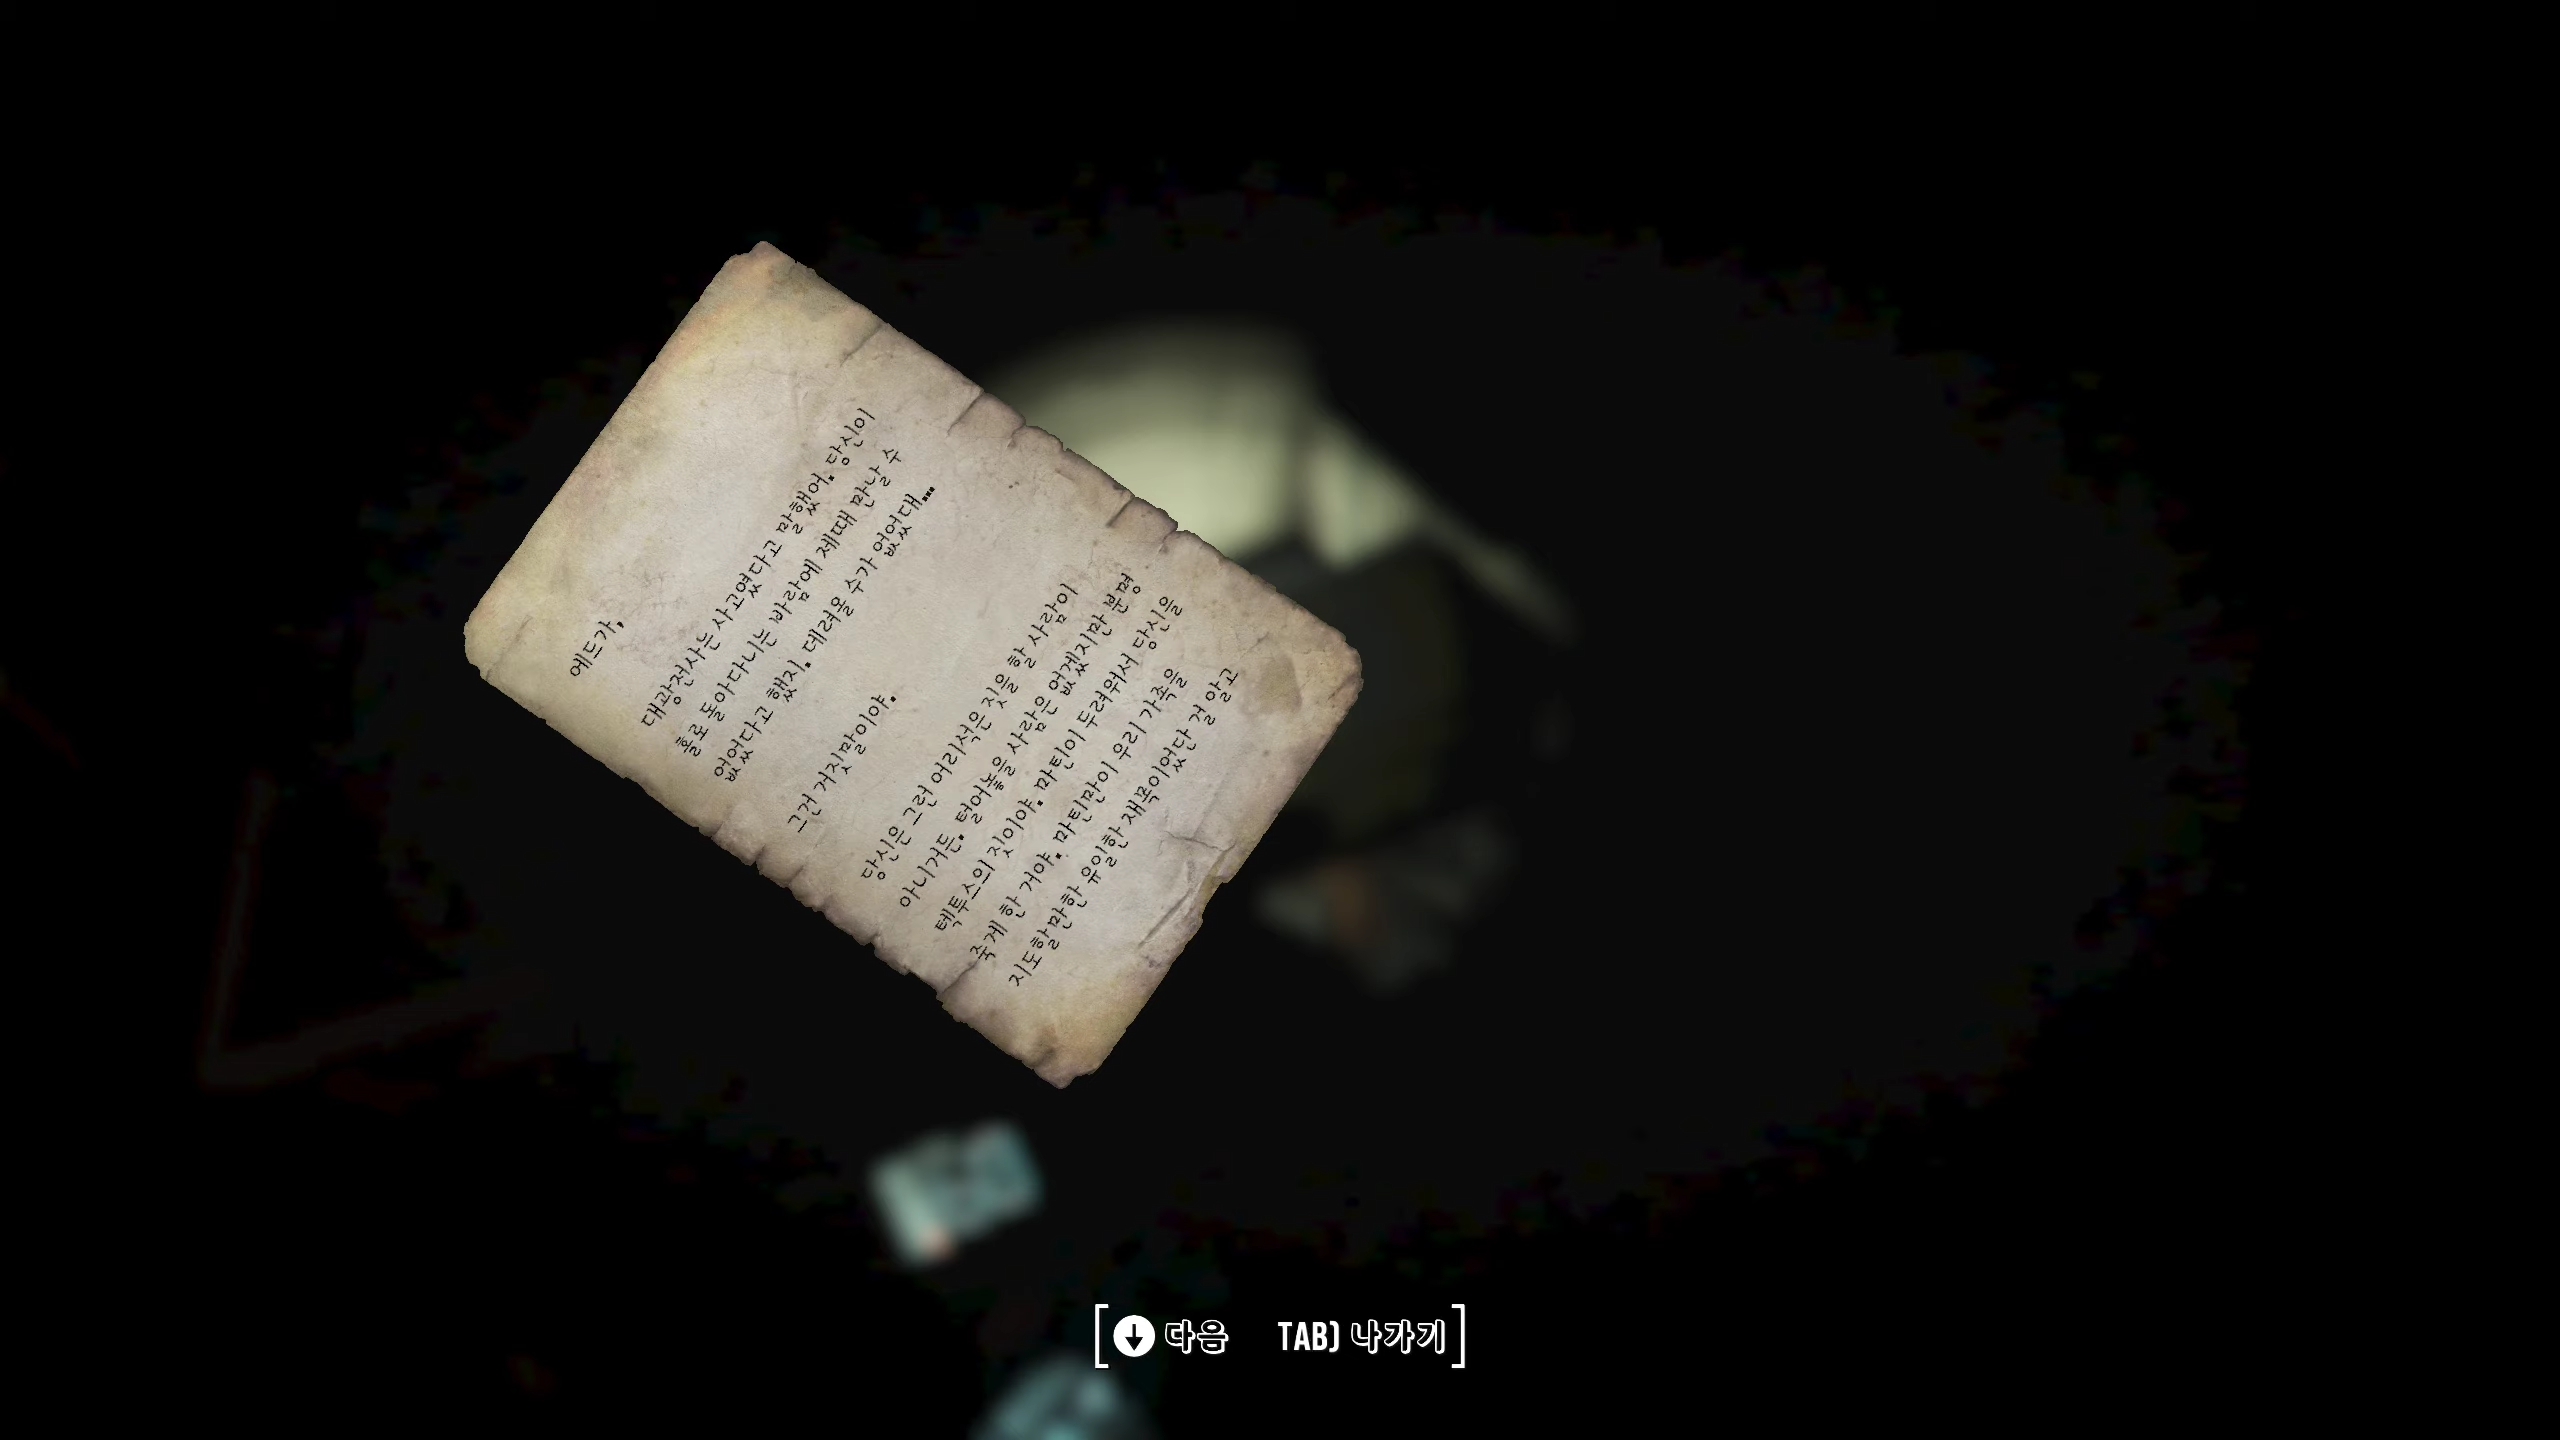 에드가,
대광전사는 사고였다고 말했어. 당신이
홀로 돌아다니는 바람에 제때 만날 수
없었다고 했지. 데려올 수가 없었대...
그건 거짓말이야.
당신은 그런 어리석은 짓을 할 사람이
아니거든. 털어놓을 사람은 없겠지만 분명
텍투스의 짓이야. 마틴이 두려워서 당신을
죽게 한 거야. 마틴만이 우리 가족을
지도할만한 유일한 재목이었단 걸 알고
다음 TAB) 나가기